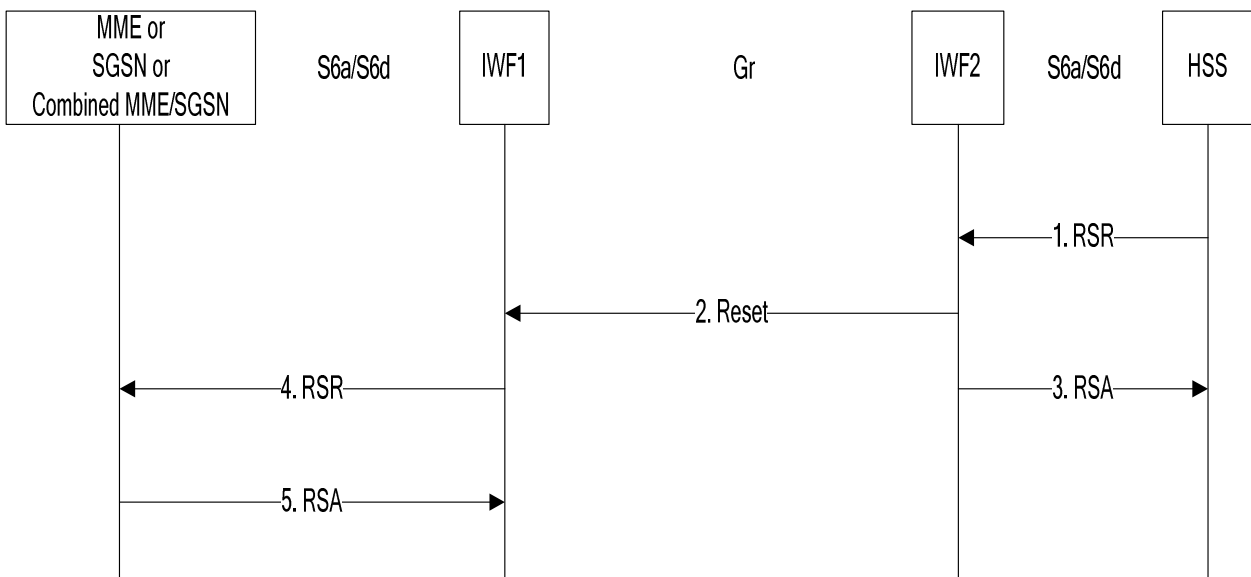 MME or
SGSN or
Combined MME/SGSN
S6a/S6d
IWF1
Gr
IWF2
S6a/S6d
HSS
1. RSR
2. Reset
4. RSR
3. RSA
5. RSA